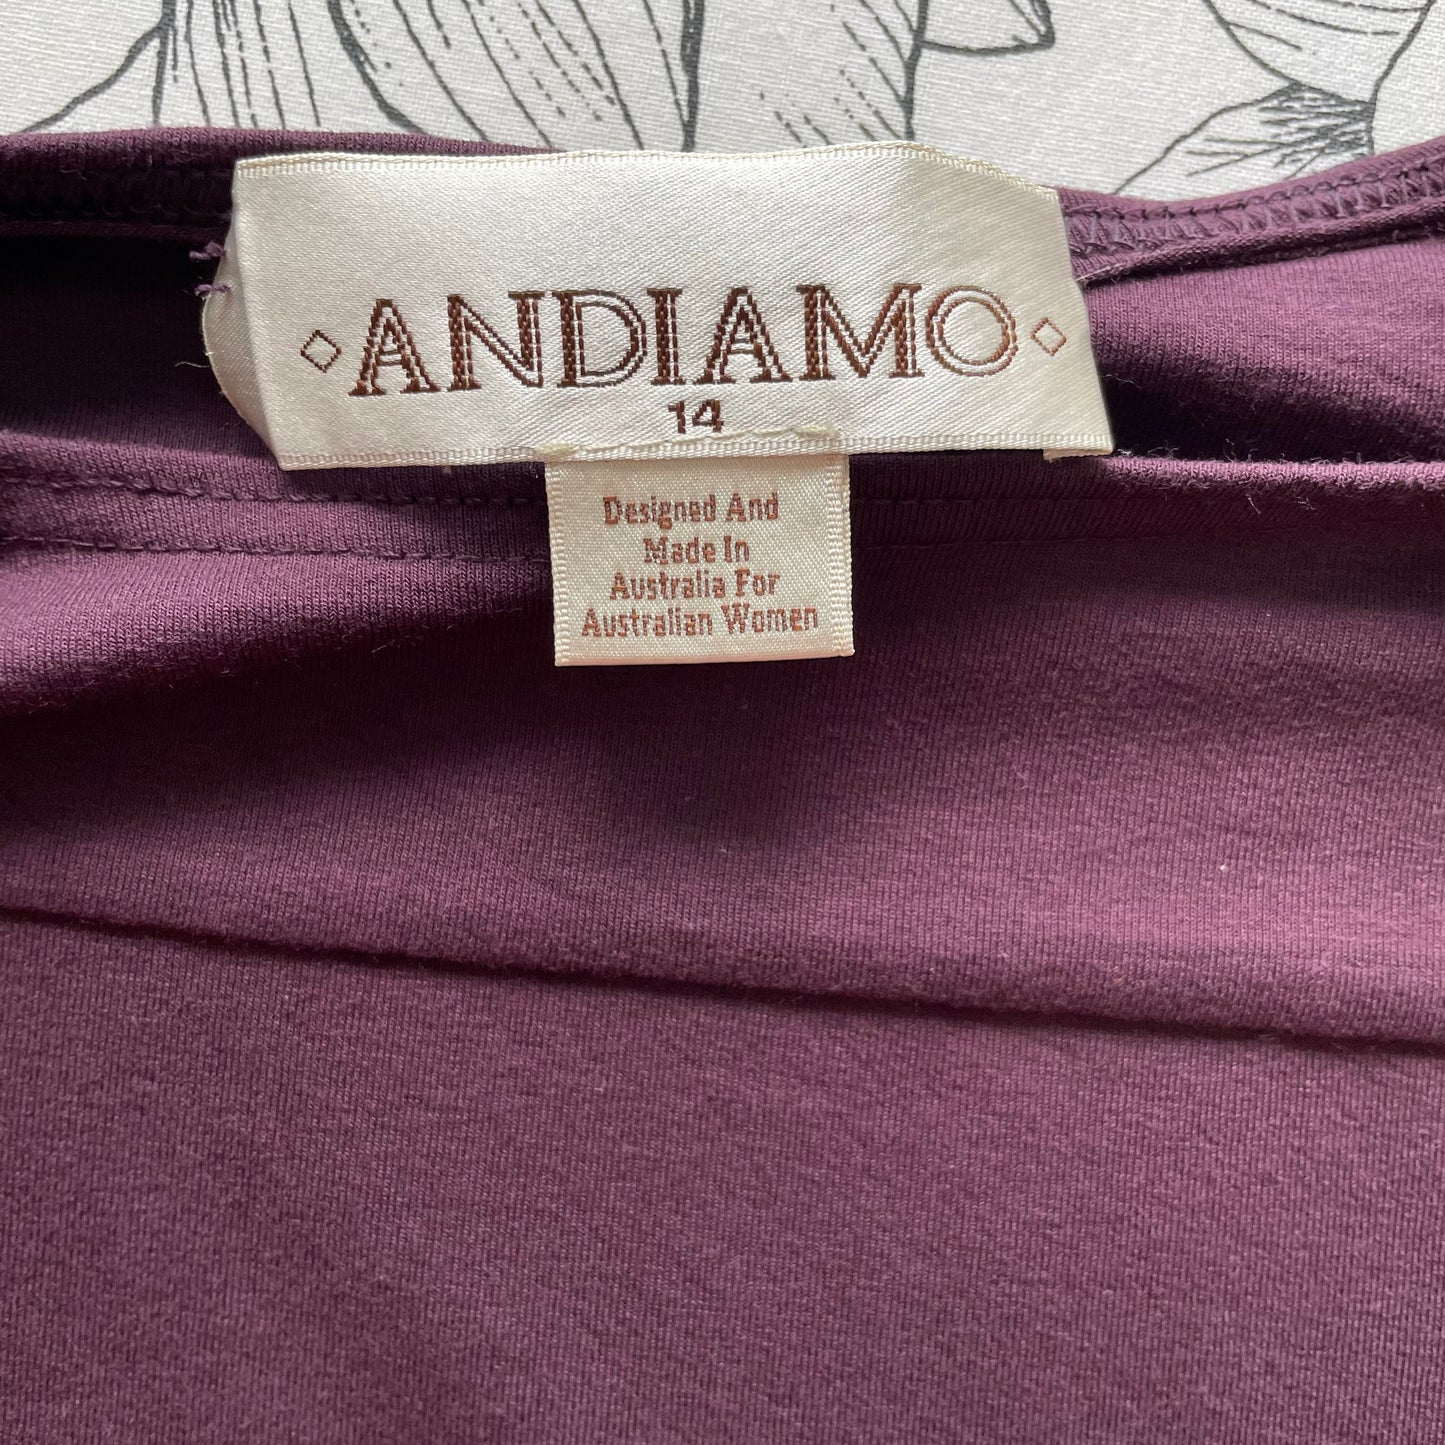 ANDIAMO
14
Designed And
Made In
Australia For
Australian Women